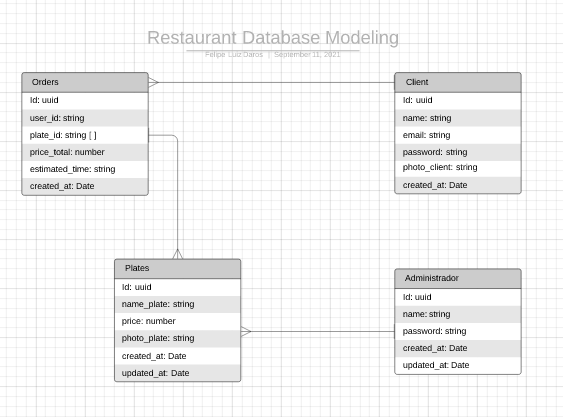 Restaurant Database Modeling
Felipe Luiz Daros | September 11, 2021
Orders
Id: uuid
user_id: string
plate_id: string [ ]
price_total: number
estimated_time: string
created_at: Date
Client
Id: uuid
name: string
email: string
password: string
photo_client: string
created_at: Date
Plates
Id: uuid
name_plate: string
price: number
photo_plate: string
created_at: Date
updated_at: Date
Administrador
Id: uuid
name: string
password: string
created_at: Date
updated_at: Date